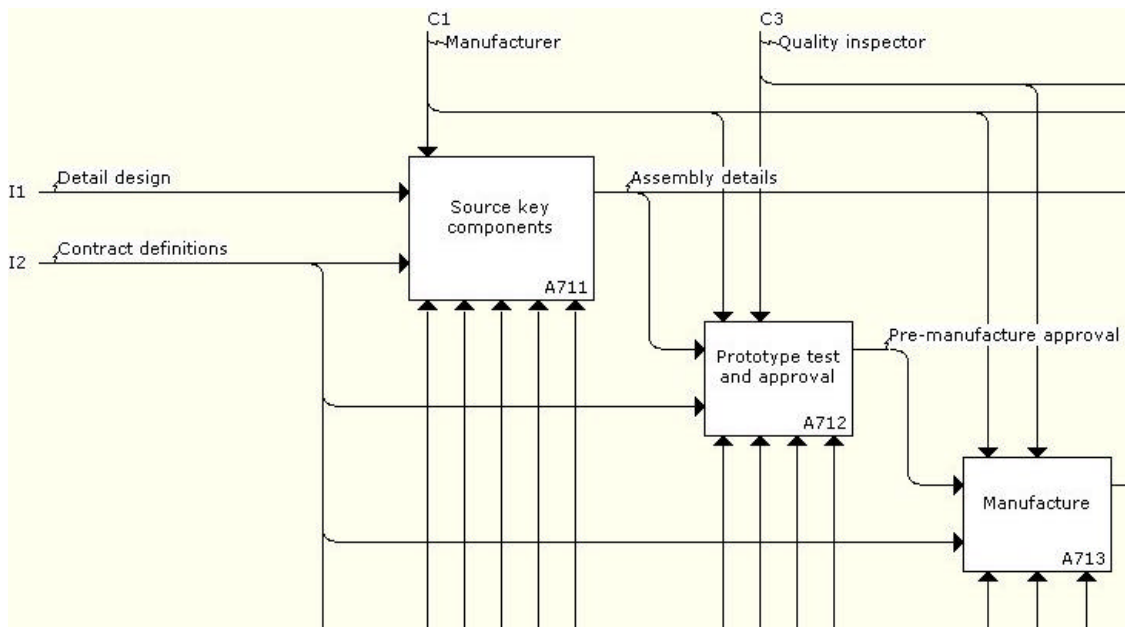 C1
C3
Manufacturer
Quality inspector
I1
Detail design
Assembly details
Source key
components
I2
Contract definitions
A711
Pre-manufacture approval
Prototype test
and approval
A712
Manufacture
A713